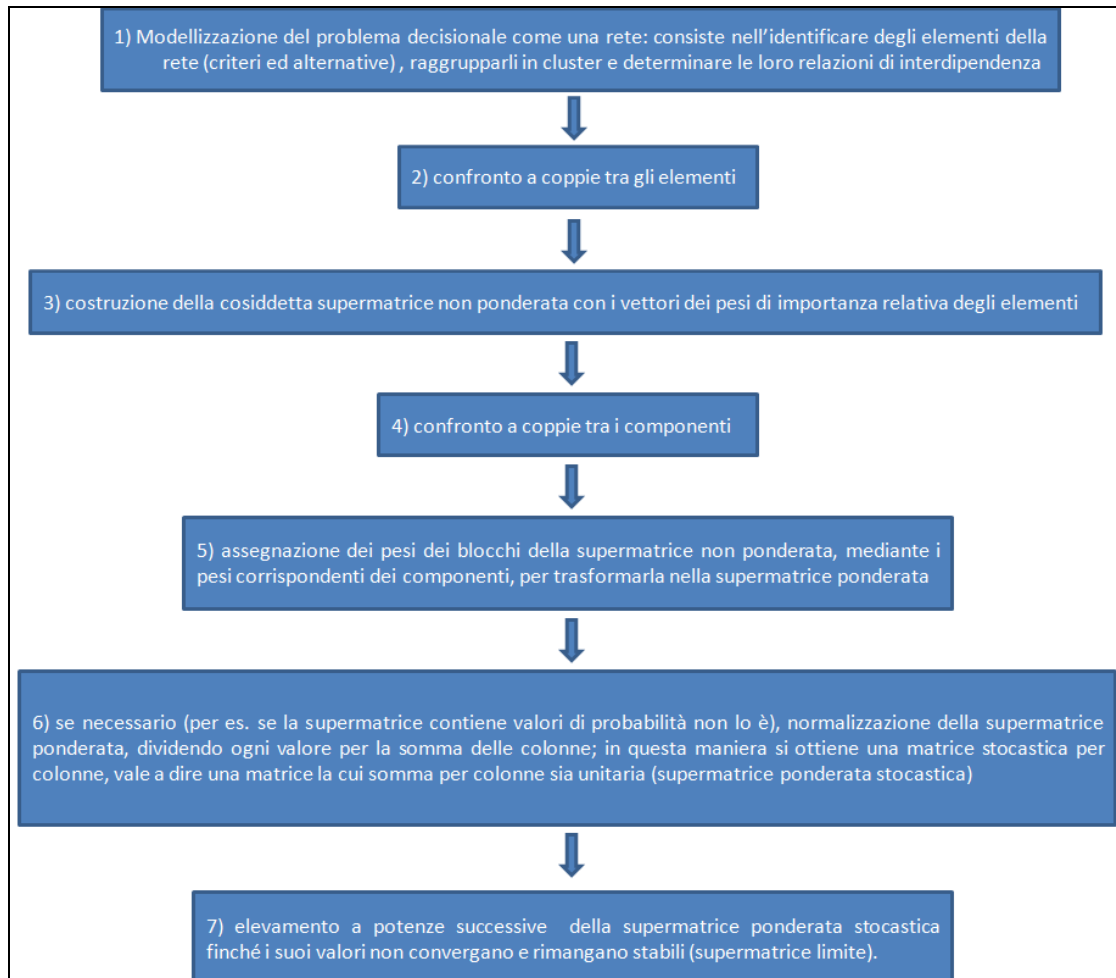 1) Modellizzazione del problema decisionale come una rete: consiste nell'identificare degli elementi della
rete (criteri ed alternative) , raggrupparli in cluster e determinare le loro relazioni di interdipendenza
2) confronto a coppie tra gli elementi
3) costruzione della cosiddetta supermatrice non ponderata con i vettori dei pesi di importanza relativa degli elementi
4) confronto a coppie tra i componenti
5) assegnazione dei pesi dei blocchi della supermatrice non ponderata, mediante i
pesi corrispondenti dei componenti, per trasformarla nella supermatrice ponderata
6) se necessario (per es. se la supermatrice contiene valori di probabilità non lo è), normalizzazione della supermatrice
ponderata, dividendo ogni valore per la somma delle colonne; in questa maniera si ottiene una matrice stocastica per
colonne, vale a dire una matrice la cui somma per colonne sia unitaria (supermatrice ponderata stocastica)
7) elevamento a potenze successive della supermatrice ponderata stocastica
finché i suoi valori non convergano e rimangano stabili (supermatrice limite).